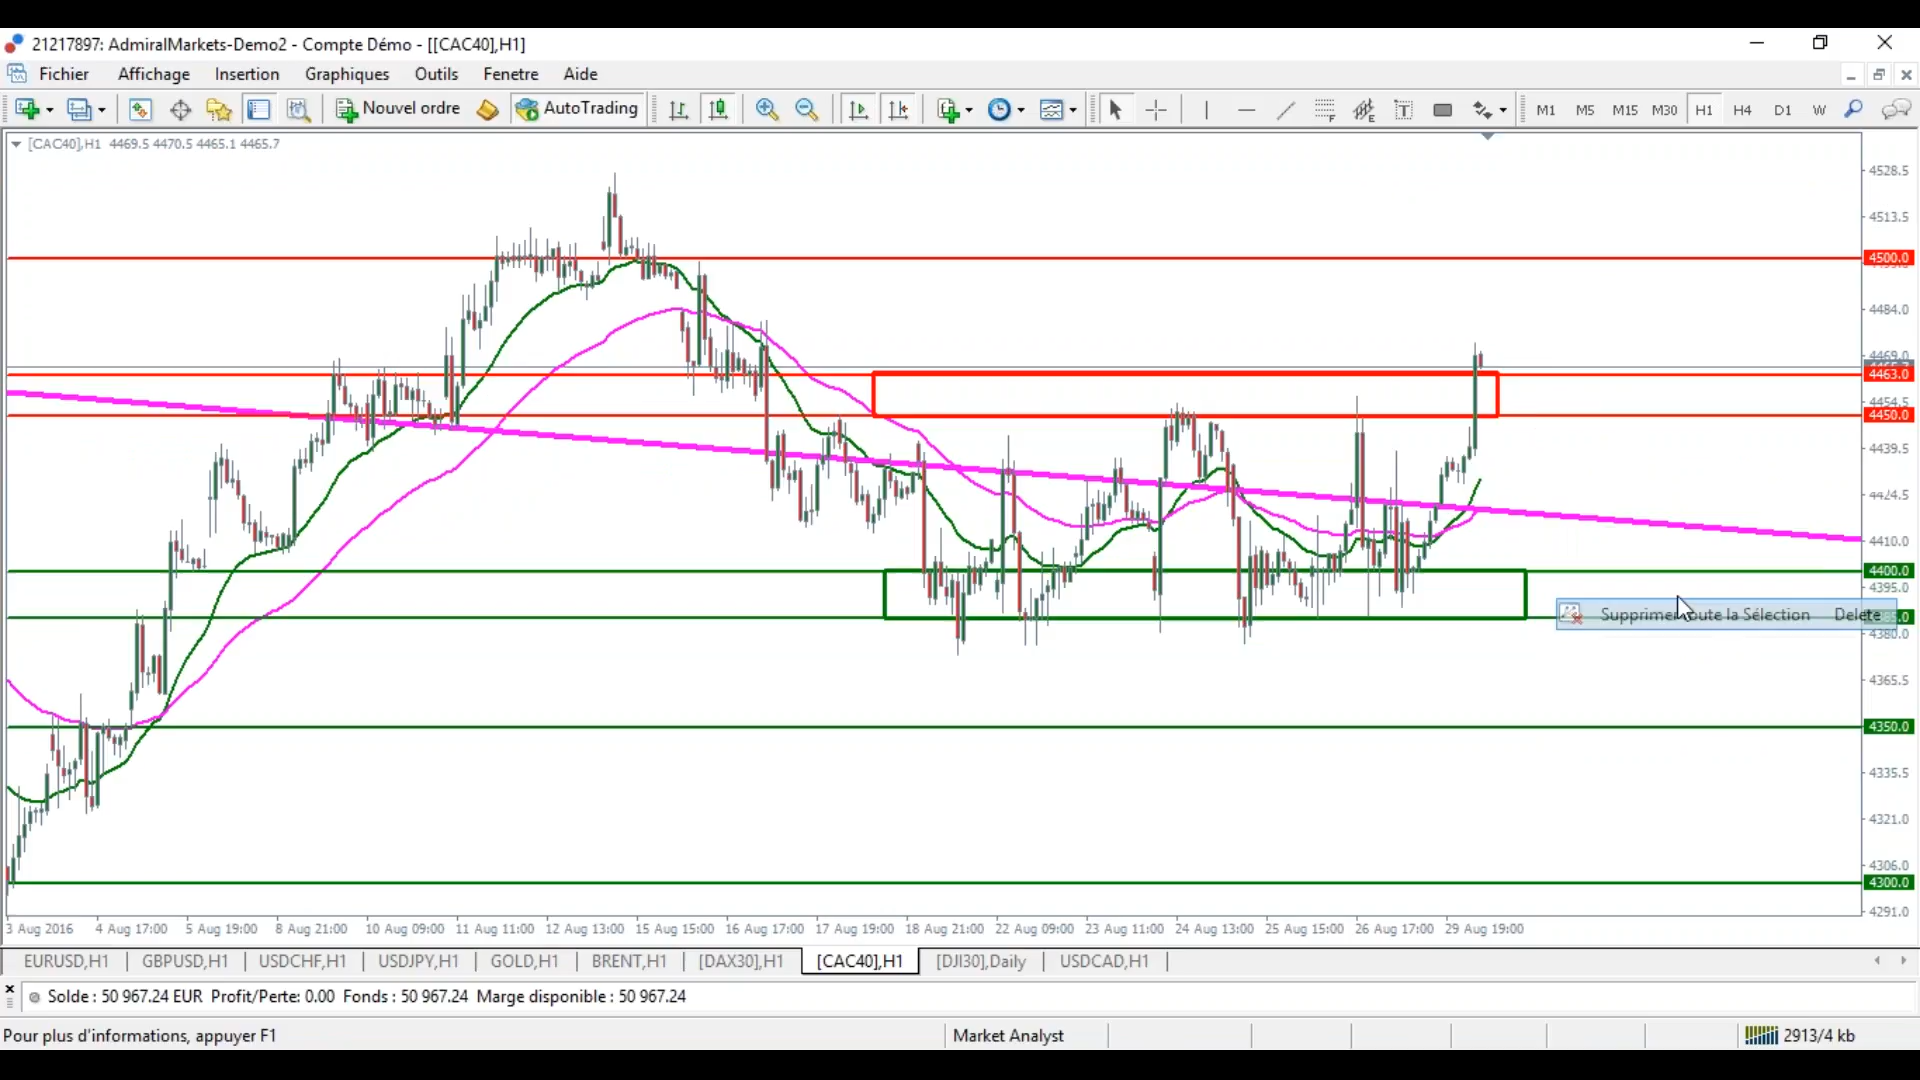 21217897: AdmiralMarkets-Demo2 - Compte Démo - [[CAC40],H1]
Fichier Affichage Insertion Graphiques Outils Fenetre Aide
Nouvel ordre AutoTrading M1 M5 M15 M30 H1 H4 D1 W
[CAC40],H1 4469.5 4470.5 4465.1 4465.7
4528.5
4513.5
4500.0
4484.0
4469.0
4463.0
4454.5
4450.0
4439.5
4424.5
4410.0
4400.0
4395.0
Supprimer toute la Sélection Delete
4380.0
4365.5
4350.0
4335.5
4321.0
4306.0
4300.0
4291.0
3 Aug 2016 4 Aug 17:00 5 Aug 19:00 8 Aug 21:00 10 Aug 09:00 11 Aug 11:00 12 Aug 13:00 15 Aug 15:00 16 Aug 17:00 17 Aug 19:00 18 Aug 21:00 22 Aug 09:00 23 Aug 11:00 24 Aug 13:00 25 Aug 15:00 26 Aug 17:00 29 Aug 19:00
EURUSD,H1 GBPUSD,H1 USDCHF,H1 USDJPY,H1 GOLD,H1 BRENT,H1 [DAX30],H1 [CAC40],H1 [DJI30],Daily USDCAD,H1
Solde : 50 967.24 EUR Profit/Perte: 0.00 Fonds : 50 967.24 Marge disponible : 50 967.24
Pour plus d'informations, appuyer F1 Market Analyst 2913/4 kb